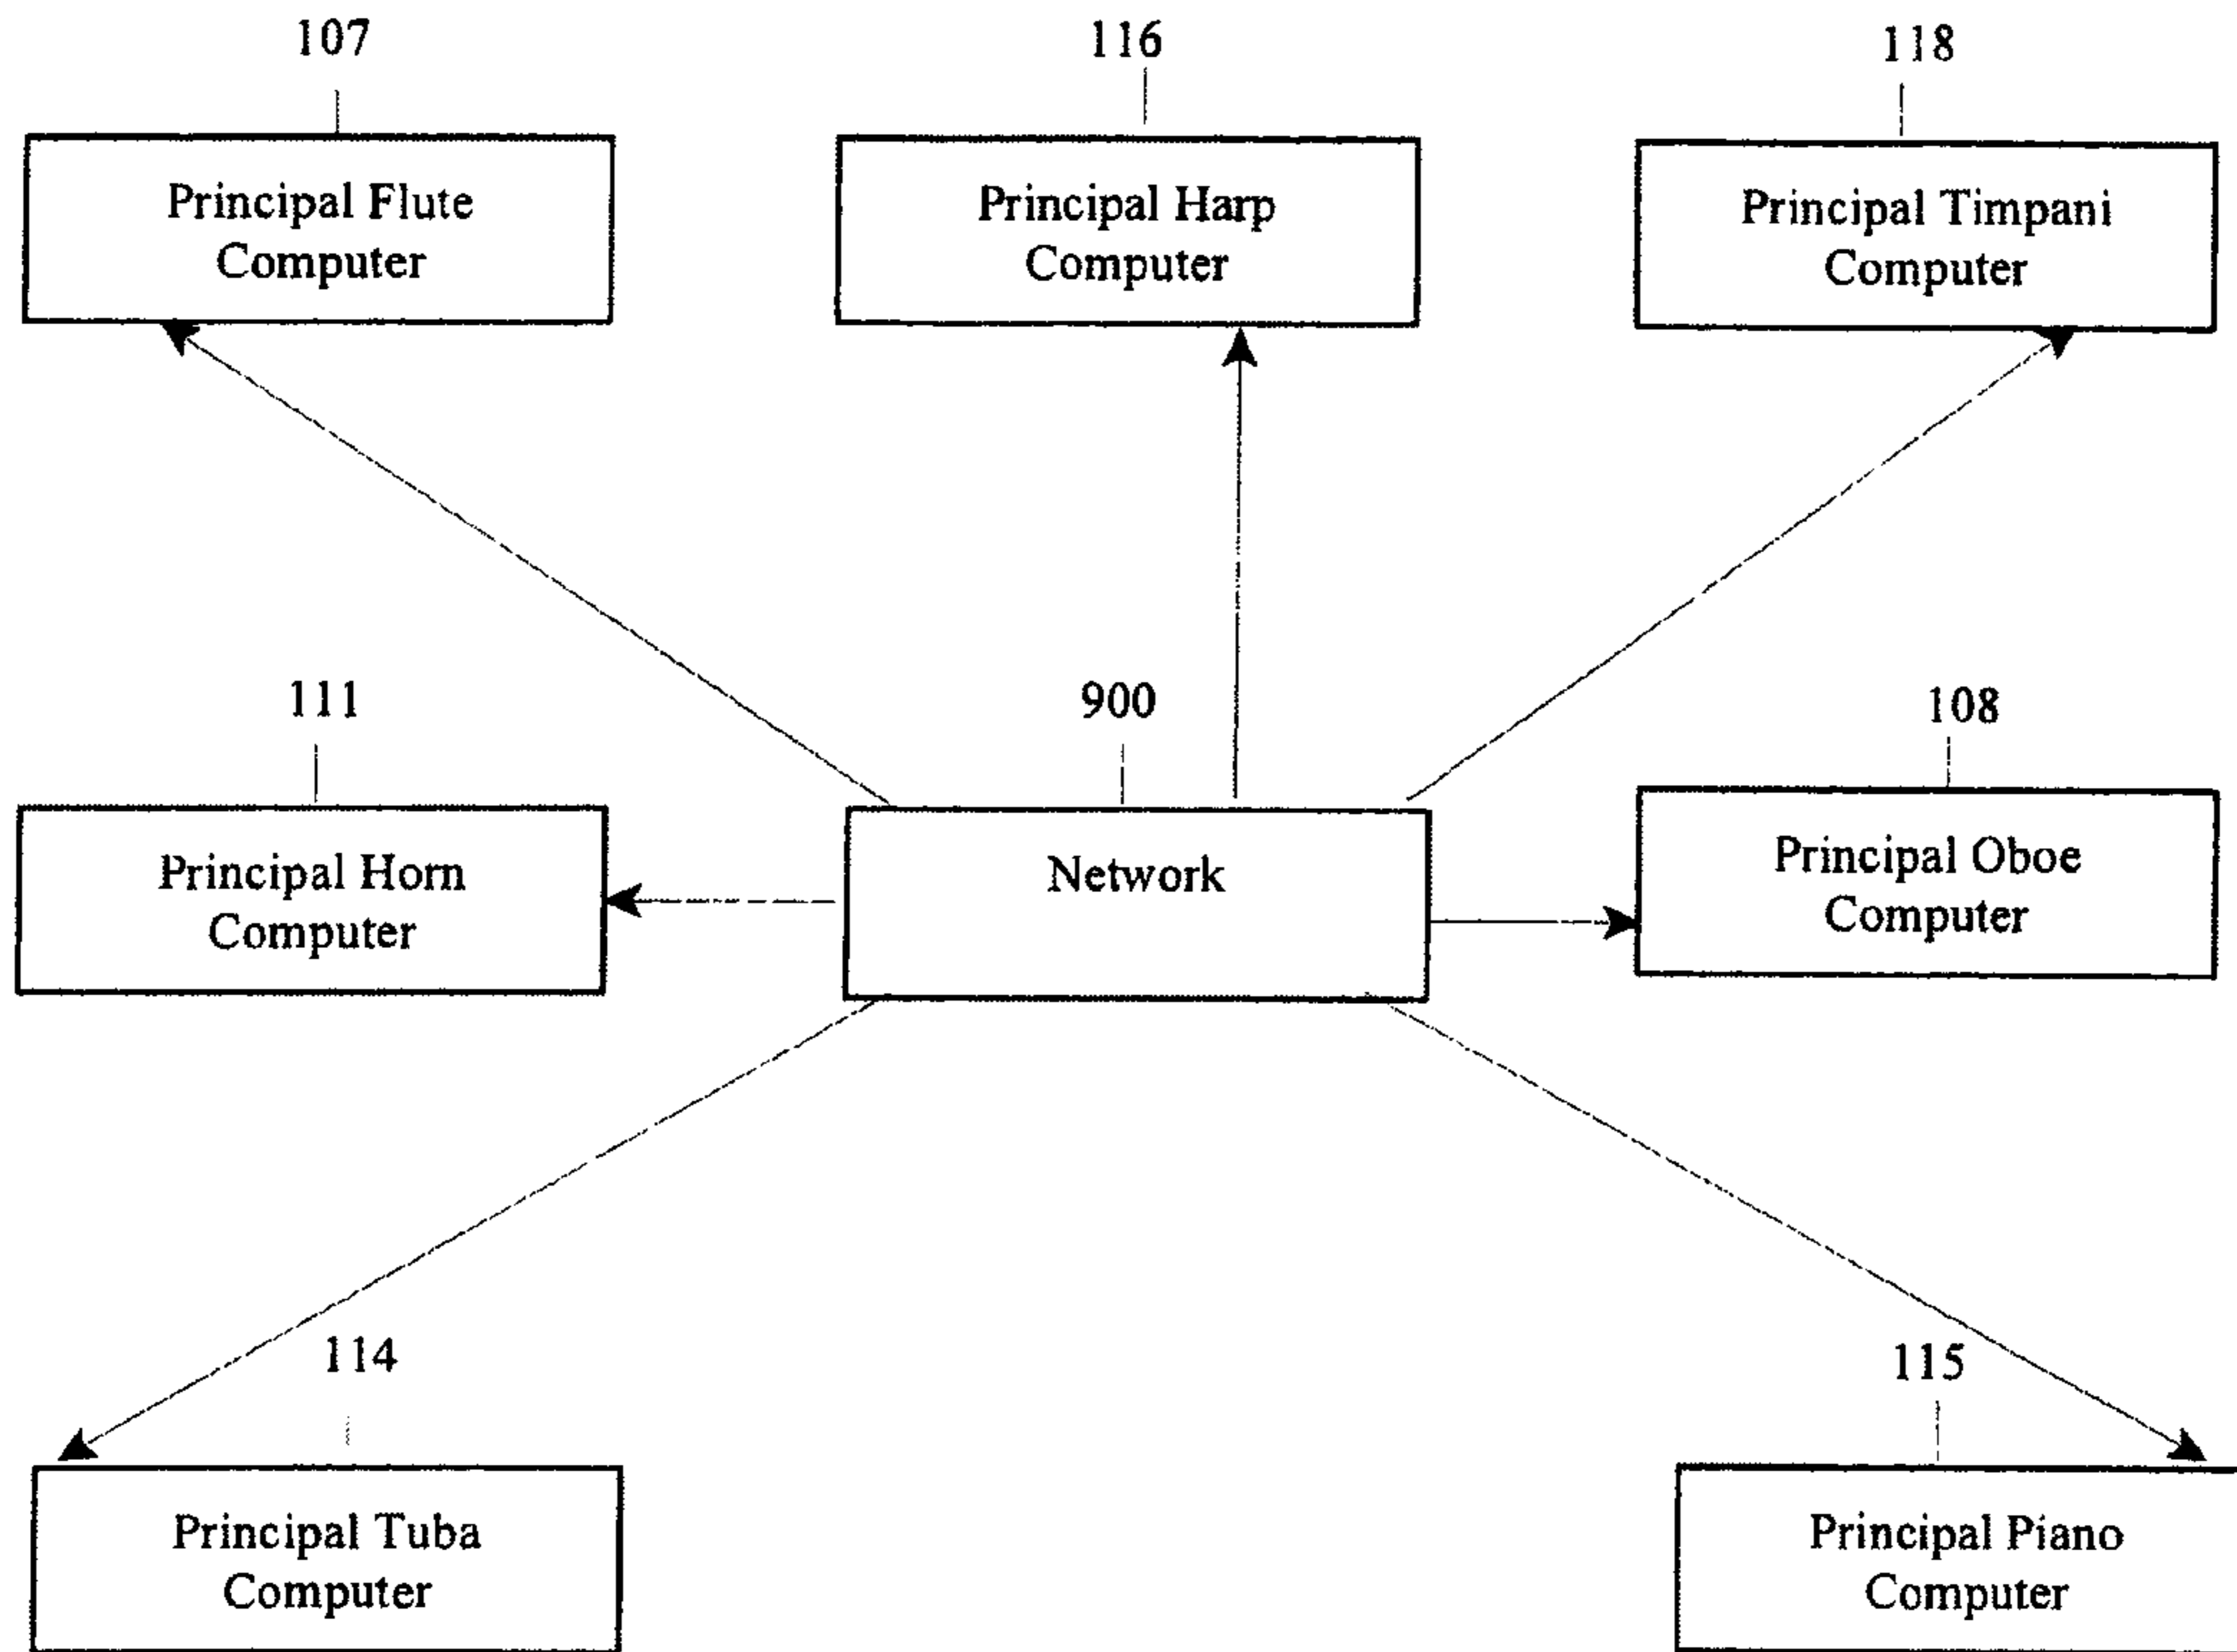 107
116
118
Principal Flute
Computer
Principal Harp
Computer
Principal Timpani
Computer
111
900
108
Principal Horn
Computer
Network
Principal Oboe
Computer
114
115
Principal Tuba
Computer
Principal Piano
Computer